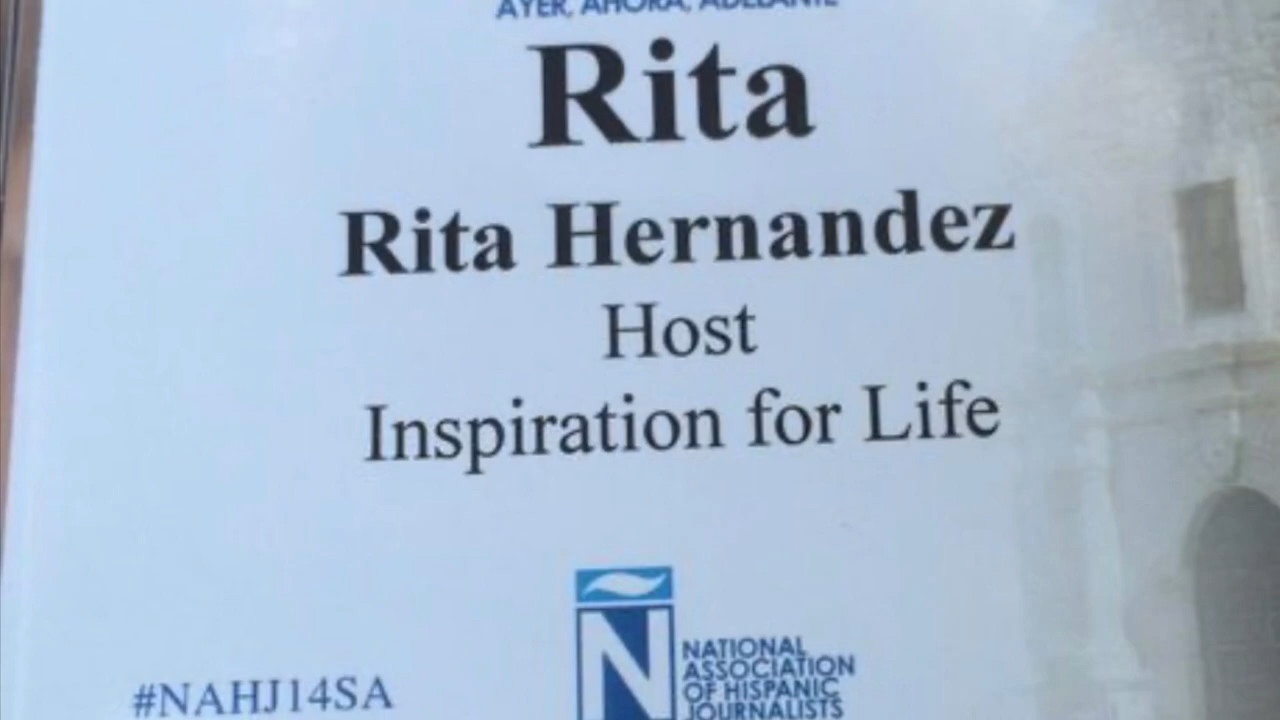 AYER, AHORA, ADELANTE
Rita
Rita Hernandez
Host
Inspiration for Life
NATIONAL
ASSOCIATION
OF HISPANIC
JOURNALISTS
#NAHJ14SA